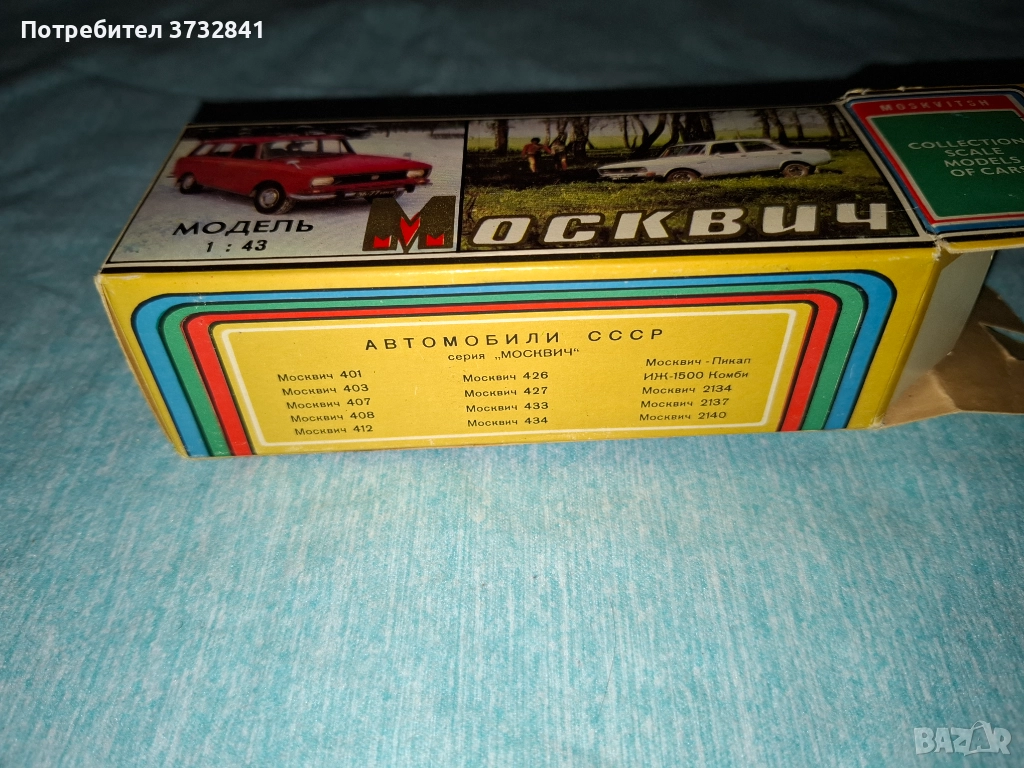 Потребител 3732841
MOSKVITSH
COLLECTION
SCALE
MODELS
OF CARS
МОДЕЛЬ
1 : 43
М
МОСКВИЧ
АВТОМОБИЛИ СССР
серия „МОСКВИЧ“
Москвич 401
Москвич 403
Москвич 407
Москвич 408
Москвич 412
Москвич 426
Москвич 427
Москвич 433
Москвич 434
Москвич - Пикап
ИЖ-1500 Комби
Москвич 2134
Москвич 2137
Москвич 2140
BAZAR